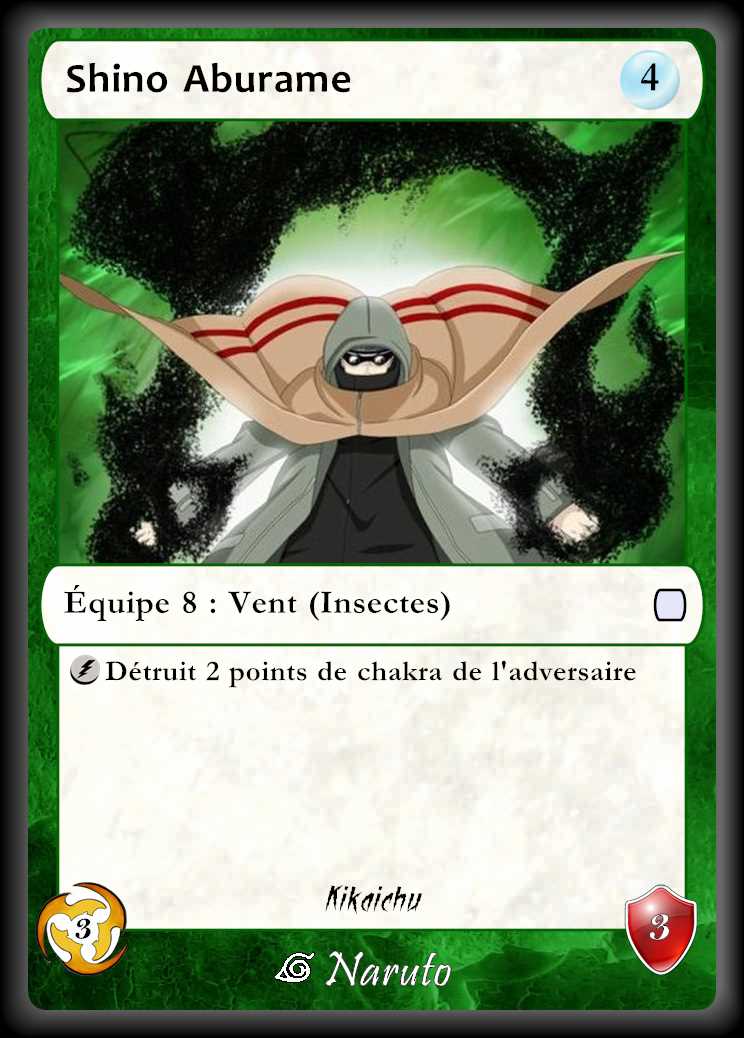 Shino Aburame
4
Équipe 8 : Vent (Insectes)
Détruit 2 points de chakra de l'adversaire
Kikaichu
3
3
Naruto